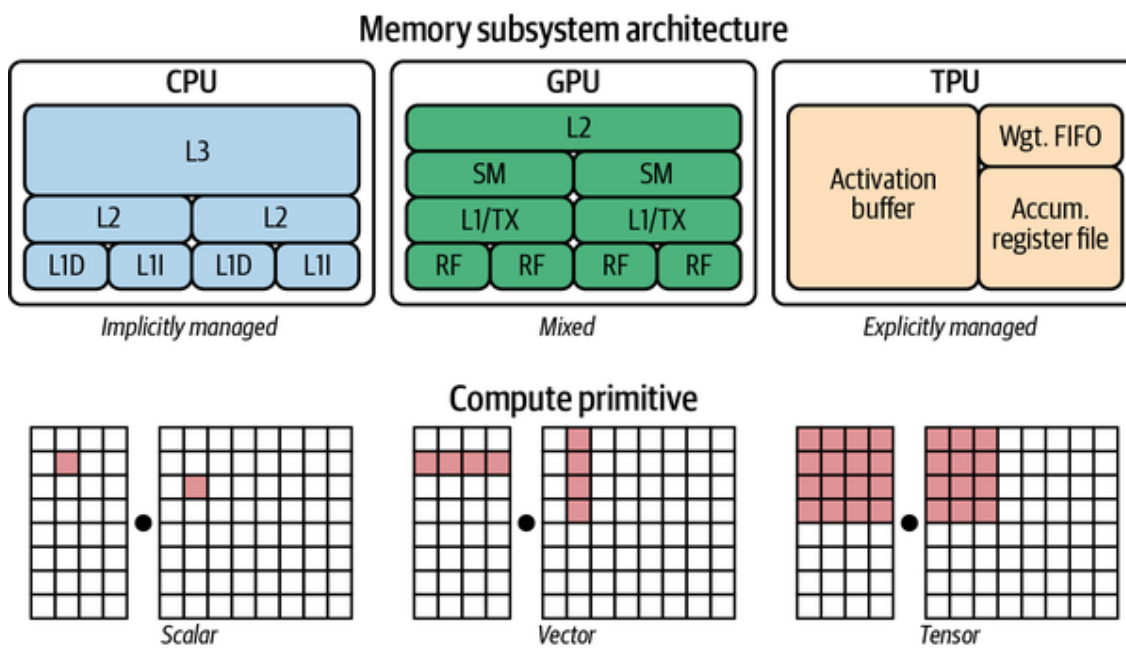 Memory subsystem architecture
CPU
L3
L2 L2
L1D L1I L1D L1I
Implicitly managed
GPU
L2
SM SM
L1/TX L1/TX
RF RF RF RF
Mixed
TPU
Activation
buffer
Wgt. FIFO
Accum.
register file
Explicitly managed
Compute primitive
Scalar
Vector
Tensor